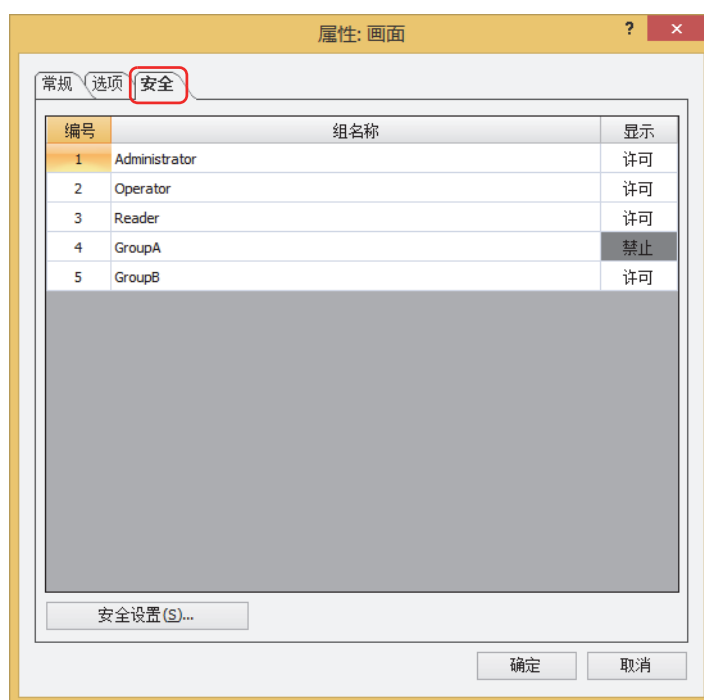 属性: 画面
? ×
常规 选项 安全
编号 组名称 显示
1 Administrator 许可
2 Operator 许可
3 Reader 许可
4 GroupA 禁止
5 GroupB 许可
安全设置(S)...
确定 取消